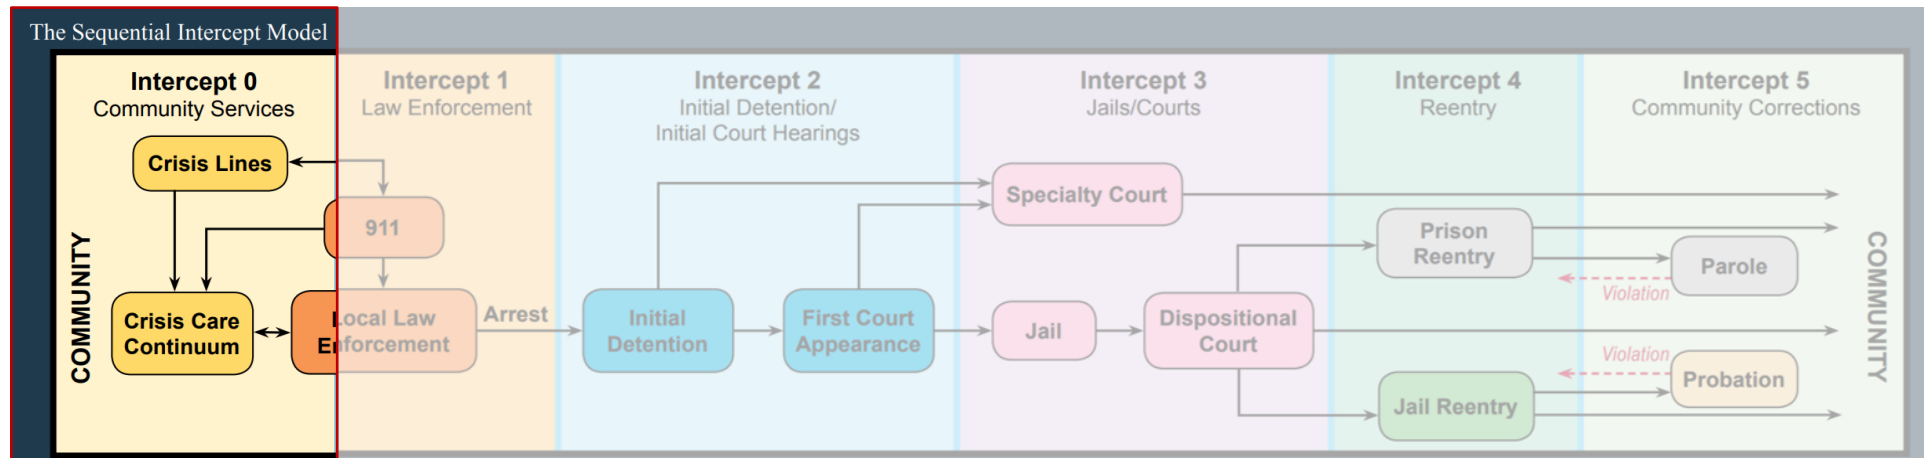 The Sequential Intercept Model
Intercept 0
Community Services
Crisis Lines
COMMUNITY
Crisis Care
Continuum
Intercept 1
Law Enforcement
911
Local Law
Enforcement
Arrest
Intercept 2
Initial Detention/
Initial Court Hearings
Initial
Detention
First Court
Appearance
Intercept 3
Jails/Courts
Specialty Court
Jail
Dispositional
Court
Intercept 4
Reentry
Prison
Reentry
Jail Reentry
Intercept 5
Community Corrections
Parole
Violation
Violation
Probation
COMMUNITY